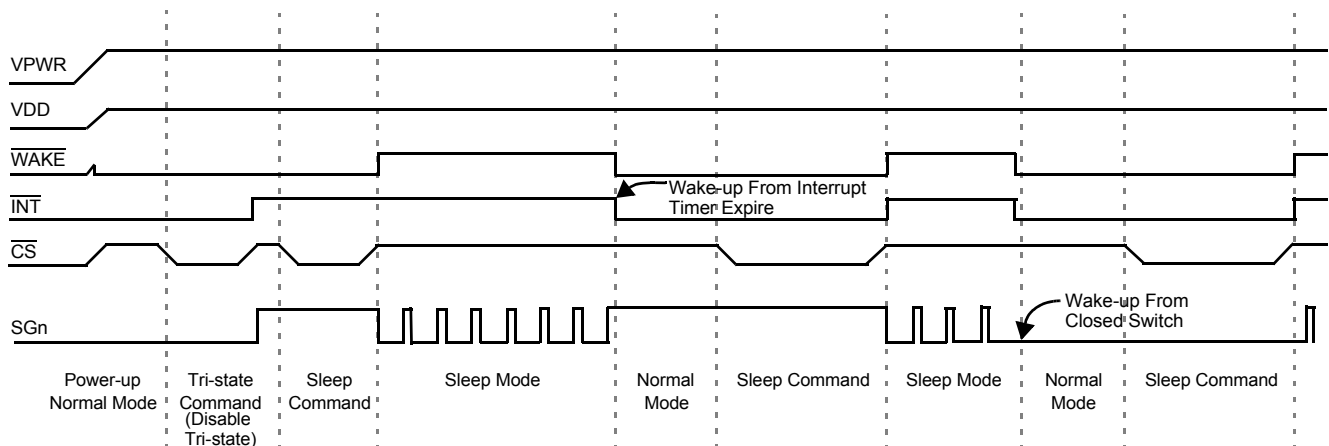 VPWR
VDD
WAKE
Wake-up From Interrupt
Timer Expire
INT
CS
Wake-up From
Closed Switch
SGn
Power-up
Normal Mode
Tri-state
Command
(Disable
Tri-state)
Sleep
Command
Sleep Mode
Normal
Mode
Sleep Command
Sleep Mode
Normal
Mode
Sleep Command